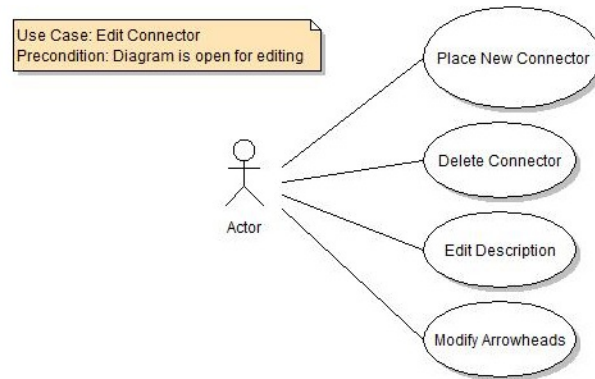 Use Case: Edit Connector
Precondition: Diagram is open for editing
Place New Connector
Delete Connector
Actor
Edit Description
Modify Arrowheads